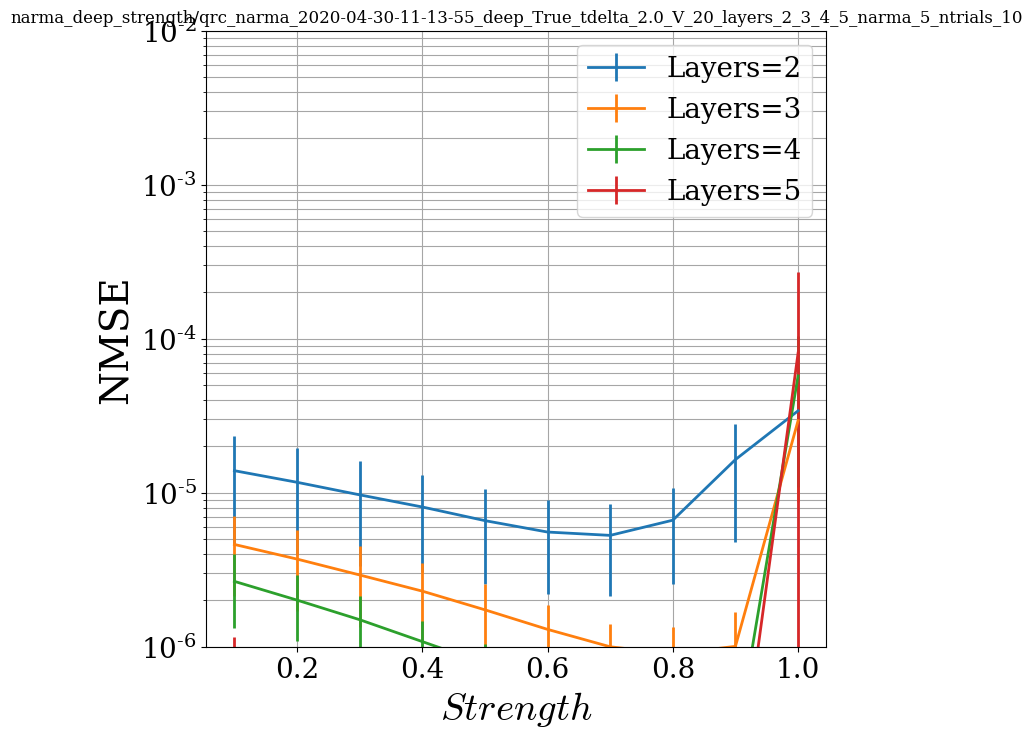 narma_deep_strength/qrc_narma_2020-04-30-11-13-55_deep_True_tdelta_2.0_V_20_layers_2_3_4_5_narma_5_ntrials_10
10^-2
Layers=2
Layers=3
Layers=4
Layers=5
10^-3
NMSE
10^-4
10^-5
10^-6
0.2 0.4 0.6 0.8 1.0
Strength